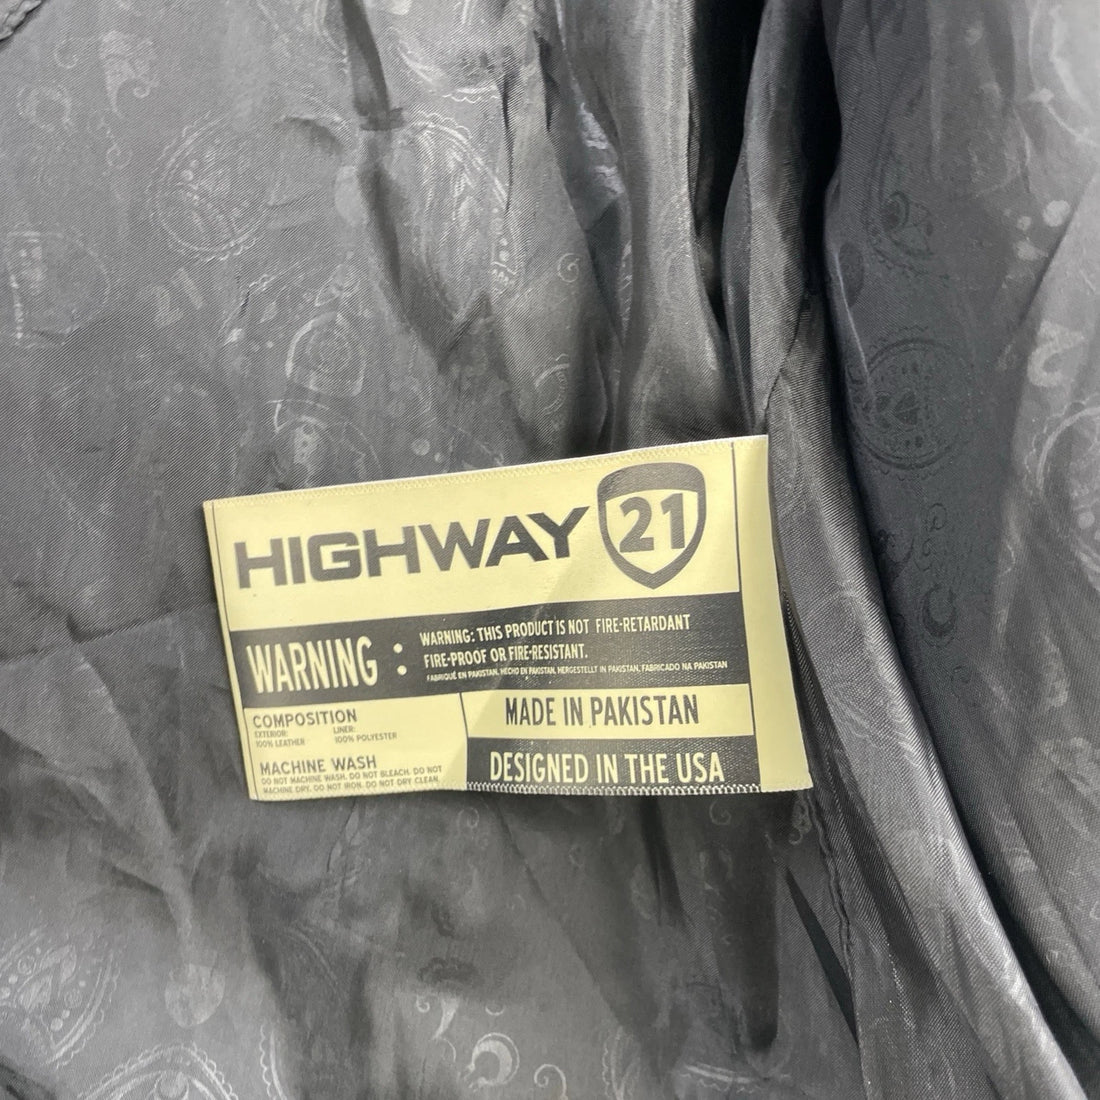 HIGHWAY 21
WARNING :
WARNING: THIS PRODUCT IS NOT FIRE-RETARDANT
FIRE-PROOF OR FIRE-RESISTANT.
FABRIQUÉ EN PAKISTAN, HECHO EN PAKISTAN, HERGESTELLT IN PAKISTAN, FABRICADO NA PAKISTAN
COMPOSITION
EXTERIOR: LINER:
100% LEATHER 100% POLYESTER
MACHINE WASH
DO NOT MACHINE WASH. DO NOT BLEACH. DO NOT
MACHINE DRY. DO NOT IRON. DO NOT DRY CLEAN.
MADE IN PAKISTAN
DESIGNED IN THE USA